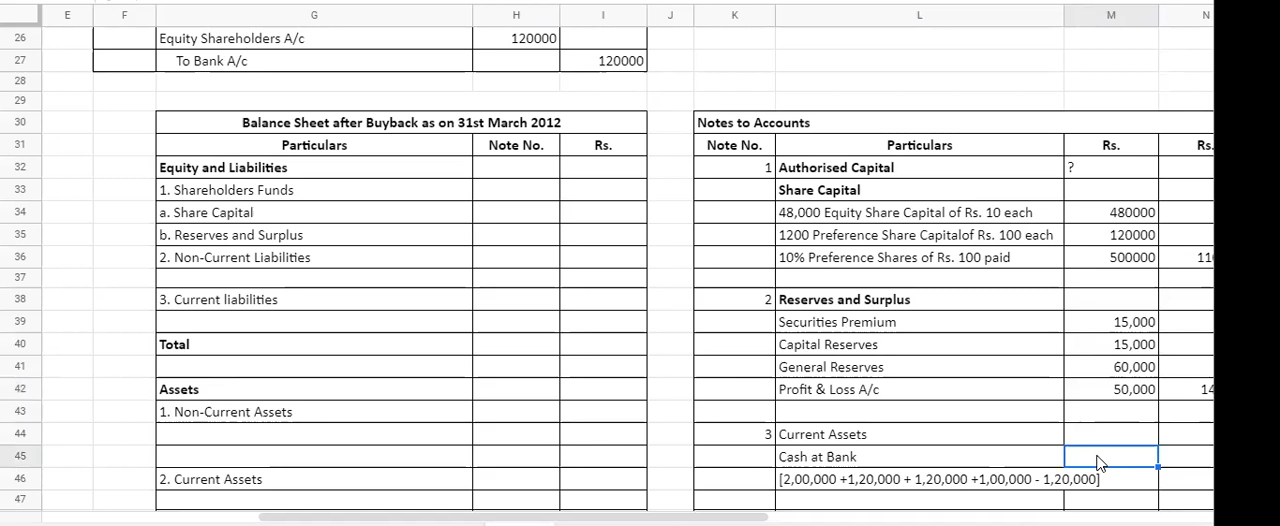 E F G H I J K L M N
26 Equity Shareholders A/c 120000
27 To Bank A/c 120000
28
29
30 Balance Sheet after Buyback as on 31st March 2012 Notes to Accounts
31 Particulars Note No. Rs. Note No. Particulars Rs. Rs.
32 Equity and Liabilities 1 Authorised Capital ?
33 1. Shareholders Funds Share Capital
34 a. Share Capital 48,000 Equity Share Capital of Rs. 10 each 480000
35 b. Reserves and Surplus 1200 Preference Share Capitalof Rs. 100 each 120000
36 2. Non-Current Liabilities 10% Preference Shares of Rs. 100 paid 500000
37
38 3. Current liabilities 2 Reserves and Surplus
39 Securities Premium 15,000
40 Total Capital Reserves 15,000
41 General Reserves 60,000
42 Assets Profit & Loss A/c 50,000
43 1. Non-Current Assets
44 3 Current Assets
45 Cash at Bank
46 2. Current Assets [2,00,000 +1,20,000 + 1,20,000 +1,00,000 - 1,20,000]
47